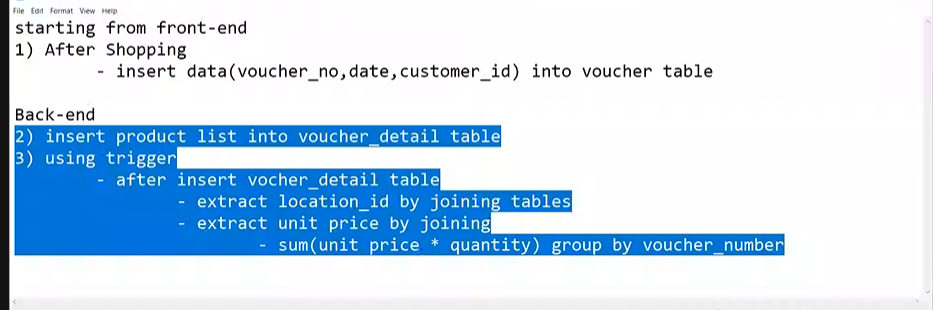 File Edit Format View Help
starting from front-end
1) After Shopping
- insert data(voucher_no,date,customer_id) into voucher table
Back-end
2) insert product list into voucher_detail table
3) using trigger
- after insert vocher_detail table
- extract location_id by joining tables
- extract unit price by joining
- sum(unit price * quantity) group by voucher_number